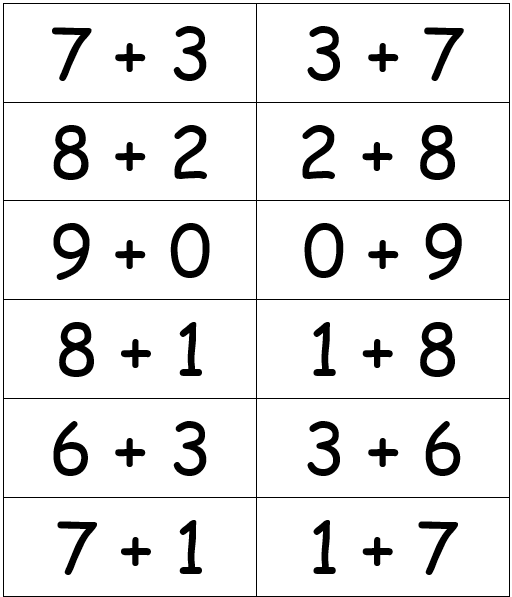 7 + 3 3 + 7
8 + 2 2 + 8
9 + 0 0 + 9
8 + 1 1 + 8
6 + 3 3 + 6
7 + 1 1 + 7